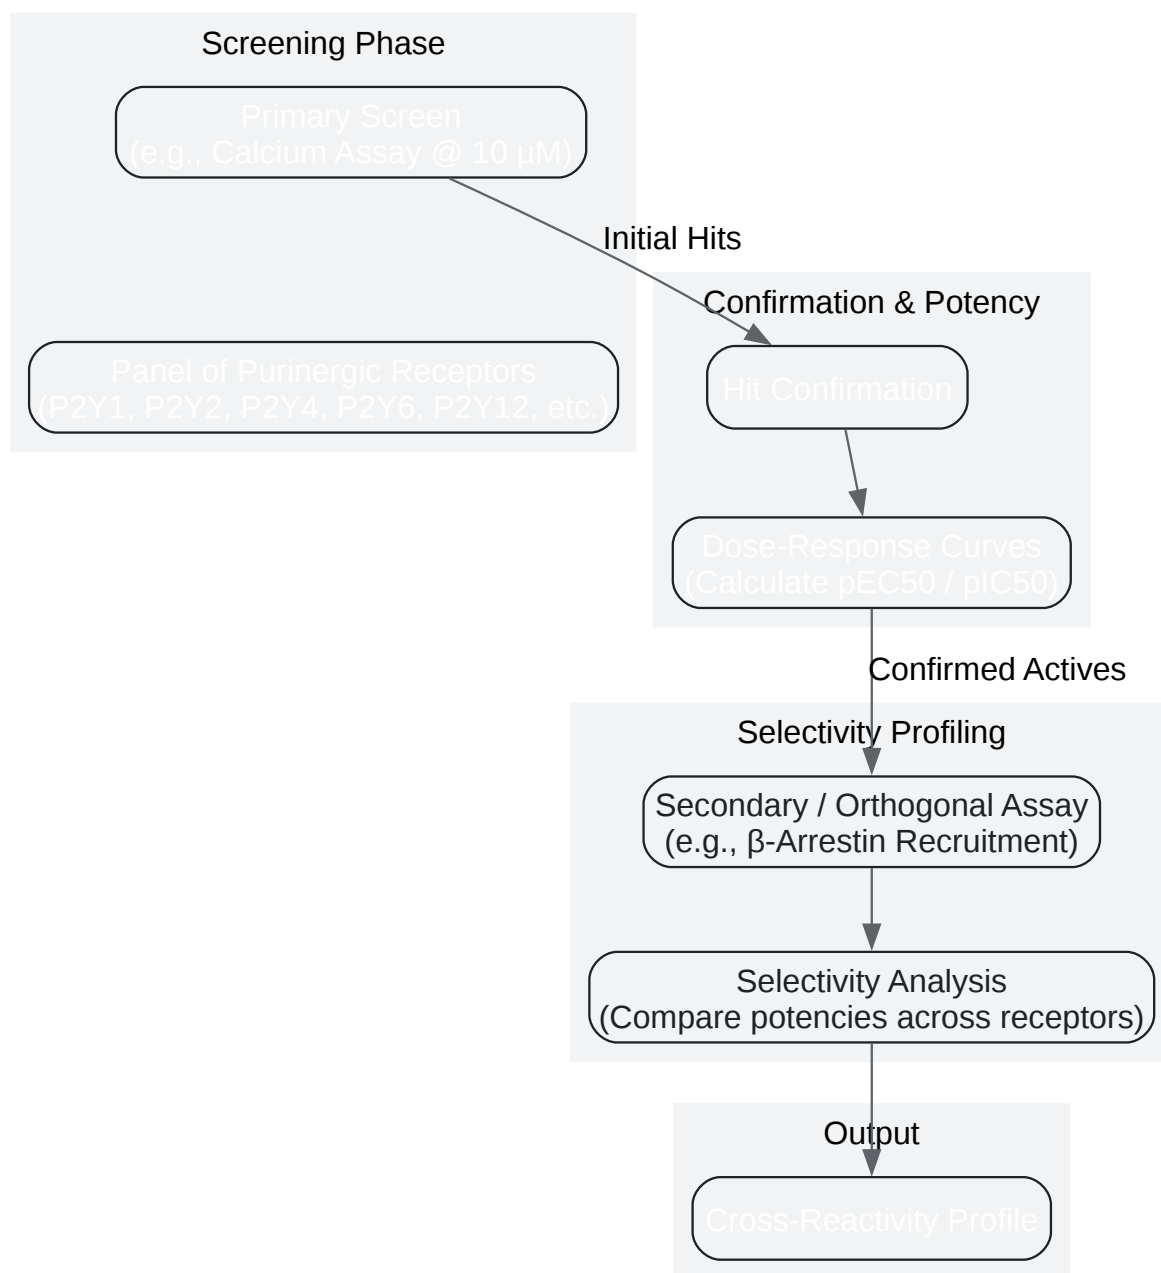 Screening Phase
Primary Screen
(e.g., Calcium Assay @ 10 µM)
Initial Hits
Panel of Purinergic Receptors
(P2Y1, P2Y2, P2Y4, P2Y6, P2Y12, etc.)
Confirmation & Potency
Hit Confirmation
Dose-Response Curves
(Calculate pEC50 / pIC50)
Confirmed Actives
Selectivity Profiling
Secondary / Orthogonal Assay
(e.g., β-Arrestin Recruitment)
Selectivity Analysis
(Compare potencies across receptors)
Output
Cross-Reactivity Profile